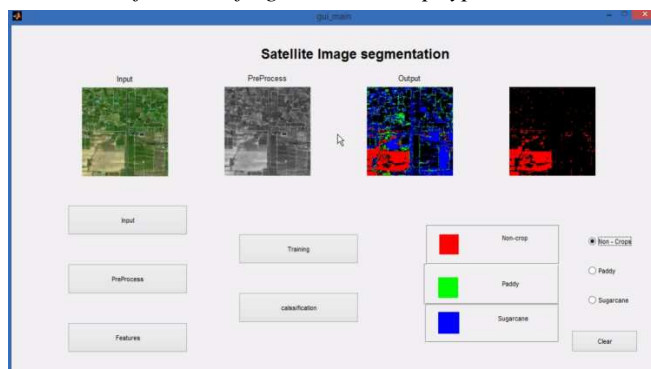 gui_main
Satellite Image segmentation
Input
PreProcess
Output
Input
PreProcess
Features
Training
calssification
Non-crop
Paddy
Sugarcane
Non - Crops
Paddy
Sugarcane
Clear